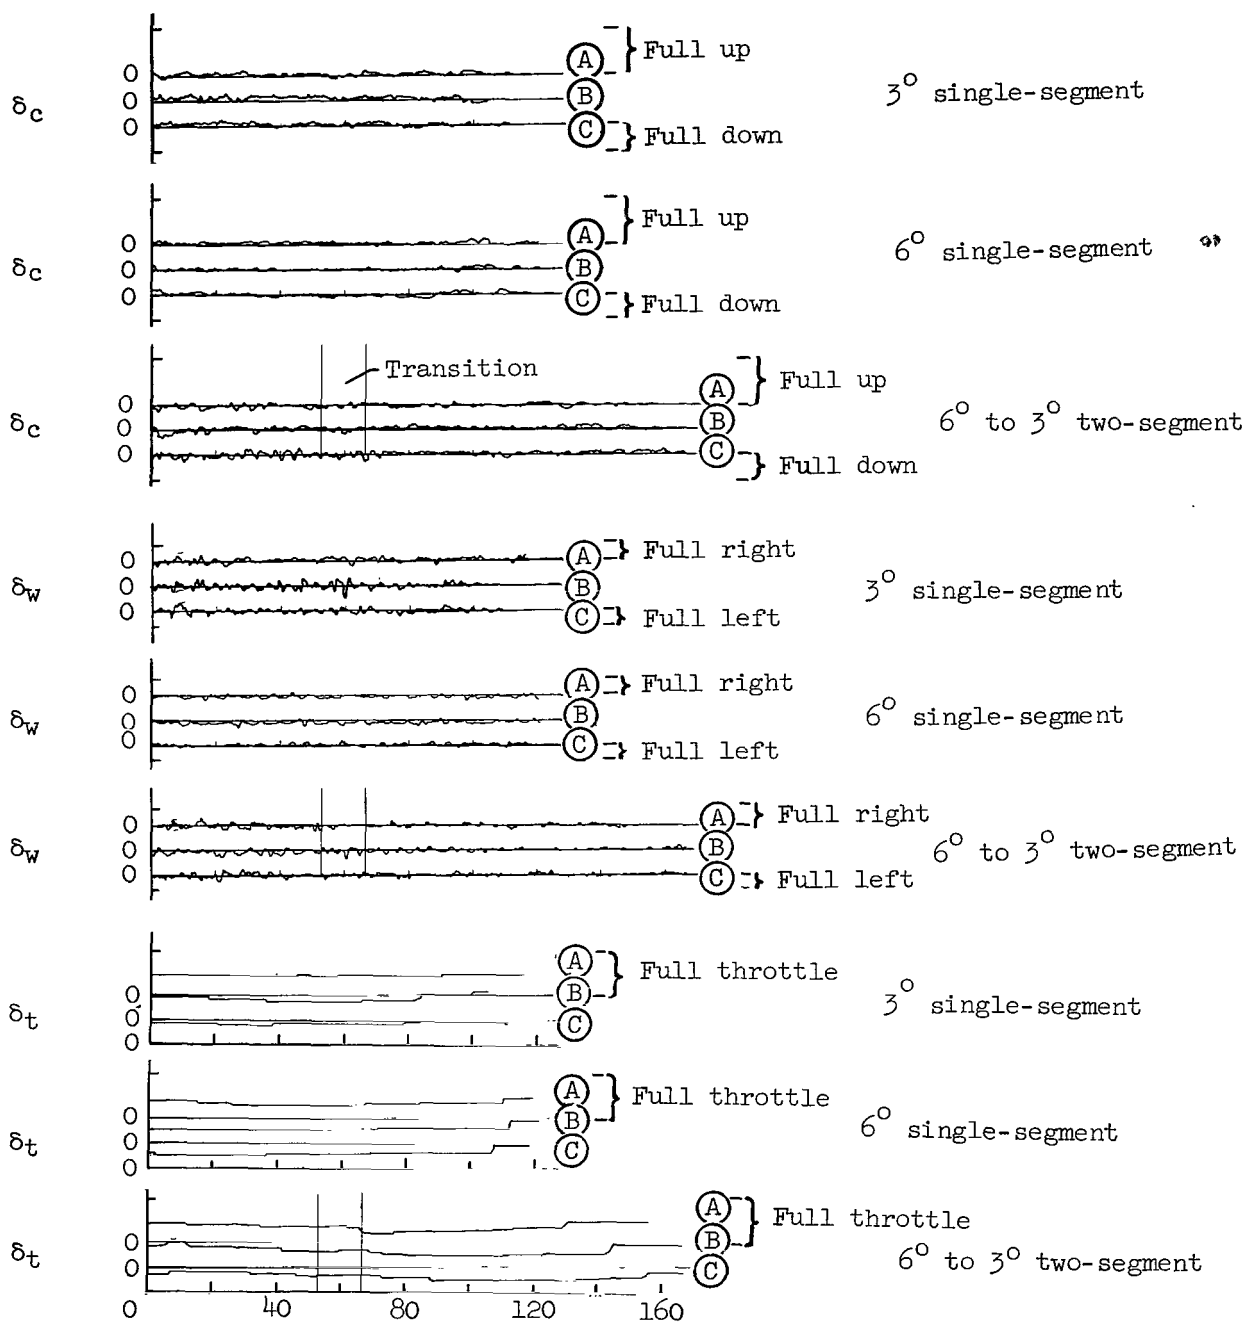 0 A } Full up
δc 0 B 3° single-segment
0 C } Full down
A } Full up
0
δc 0 B 6° single-segment
0 C } Full down
Transition
0 A } Full up
δc 0 B 6° to 3° two-segment
0 C } Full down
0 A } Full right
δw 0 B 3° single-segment
0 C } Full left
0 A } Full right
δw 0 B 6° single-segment
0 C } Full left
0 A } Full right
δw 0 B 6° to 3° two-segment
0 C } Full left
A } Full throttle
0 B
δt 0 C 3° single-segment
0
A } Full throttle
0 B
δt 0 C 6° single-segment
0
A } Full throttle
0 B
δt 0 C 6° to 3° two-segment
0 40 80 120 160